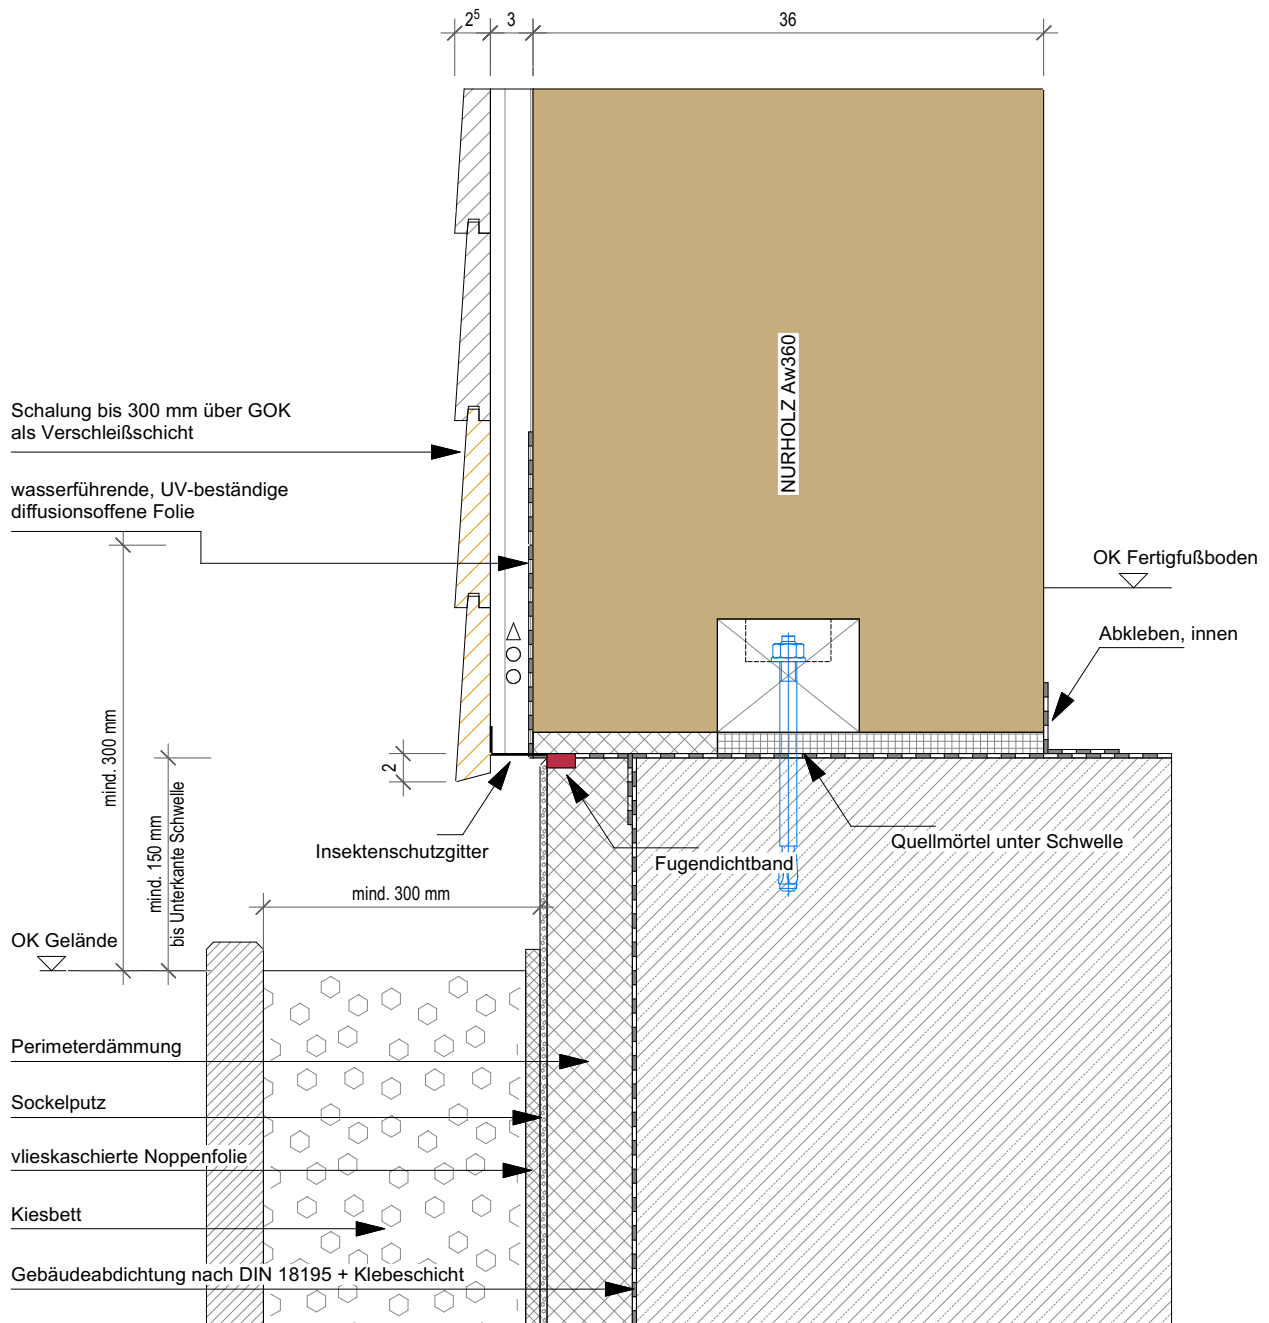 2⁵
3
36
NURHOLZ Aw360
Schalung bis 300 mm über GOK
als Verschleißschicht
wasserführende, UV-beständige
diffusionsoffene Folie
OK Fertigfußboden
Abkleben, innen
mind. 300 mm
mind. 150 mm
bis Unterkante Schwelle
2
Insektenschutzgitter
Fugendichtband
Quellmörtel unter Schwelle
mind. 300 mm
OK Gelände
Perimeterdämmung
Sockelputz
vlieskaschierte Noppenfolie
Kiesbett
Gebäudeabdichtung nach DIN 18195 + Klebeschicht